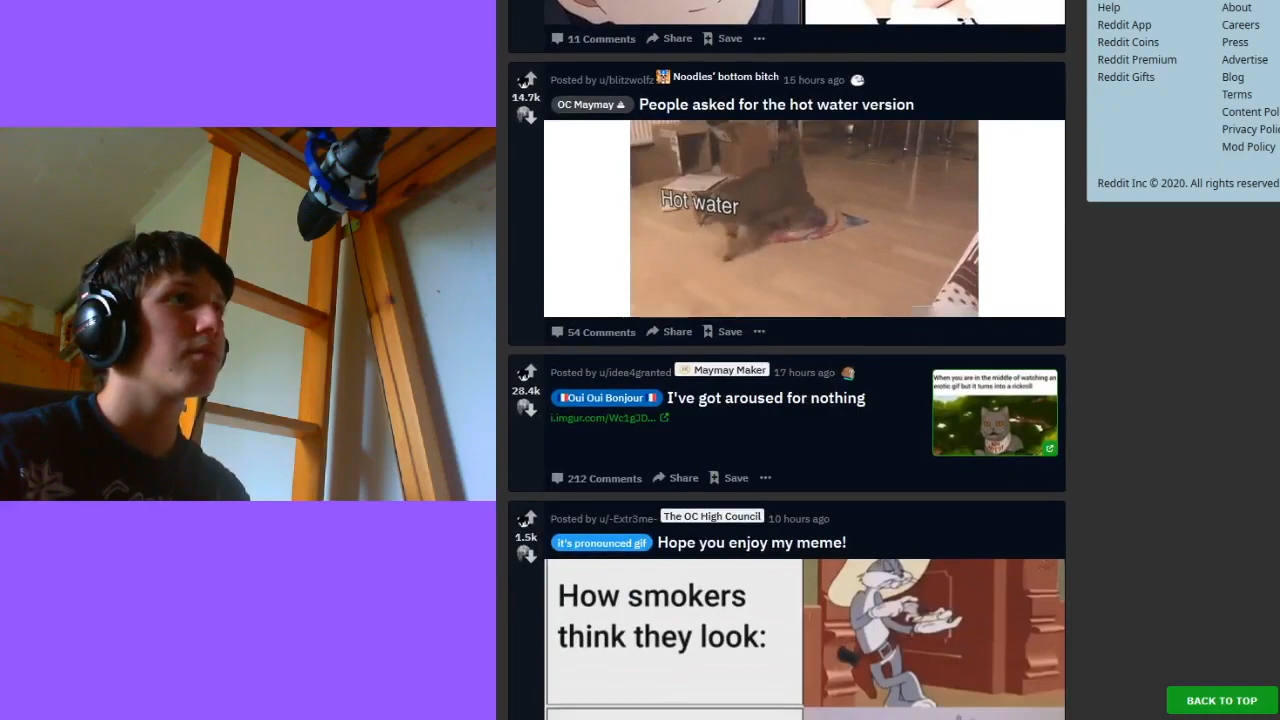 11 Comments Share Save
Posted by u/blitzwolfz Noodles' bottom bitch 15 hours ago
14.7k
OC Maymay People asked for the hot water version
Hot water
54 Comments Share Save
Posted by u/idea4granted Maymay Maker 17 hours ago
28.4k
Oui Oui Bonjour I've got aroused for nothing
i.imgur.com/Wc1gJD...
When you are in the middle of watching an
erotic gif but it turns into a rickroll
212 Comments Share Save
Posted by u/-Extr3me- The OC High Council 10 hours ago
1.5k
it's pronounced gif Hope you enjoy my meme!
How smokers
think they look:
Help About
Reddit App Careers
Reddit Coins Press
Reddit Premium Advertise
Reddit Gifts Blog
Terms
Content Pol
Privacy Poli
Mod Policy
Reddit Inc © 2020. All rights reserved
BACK TO TOP